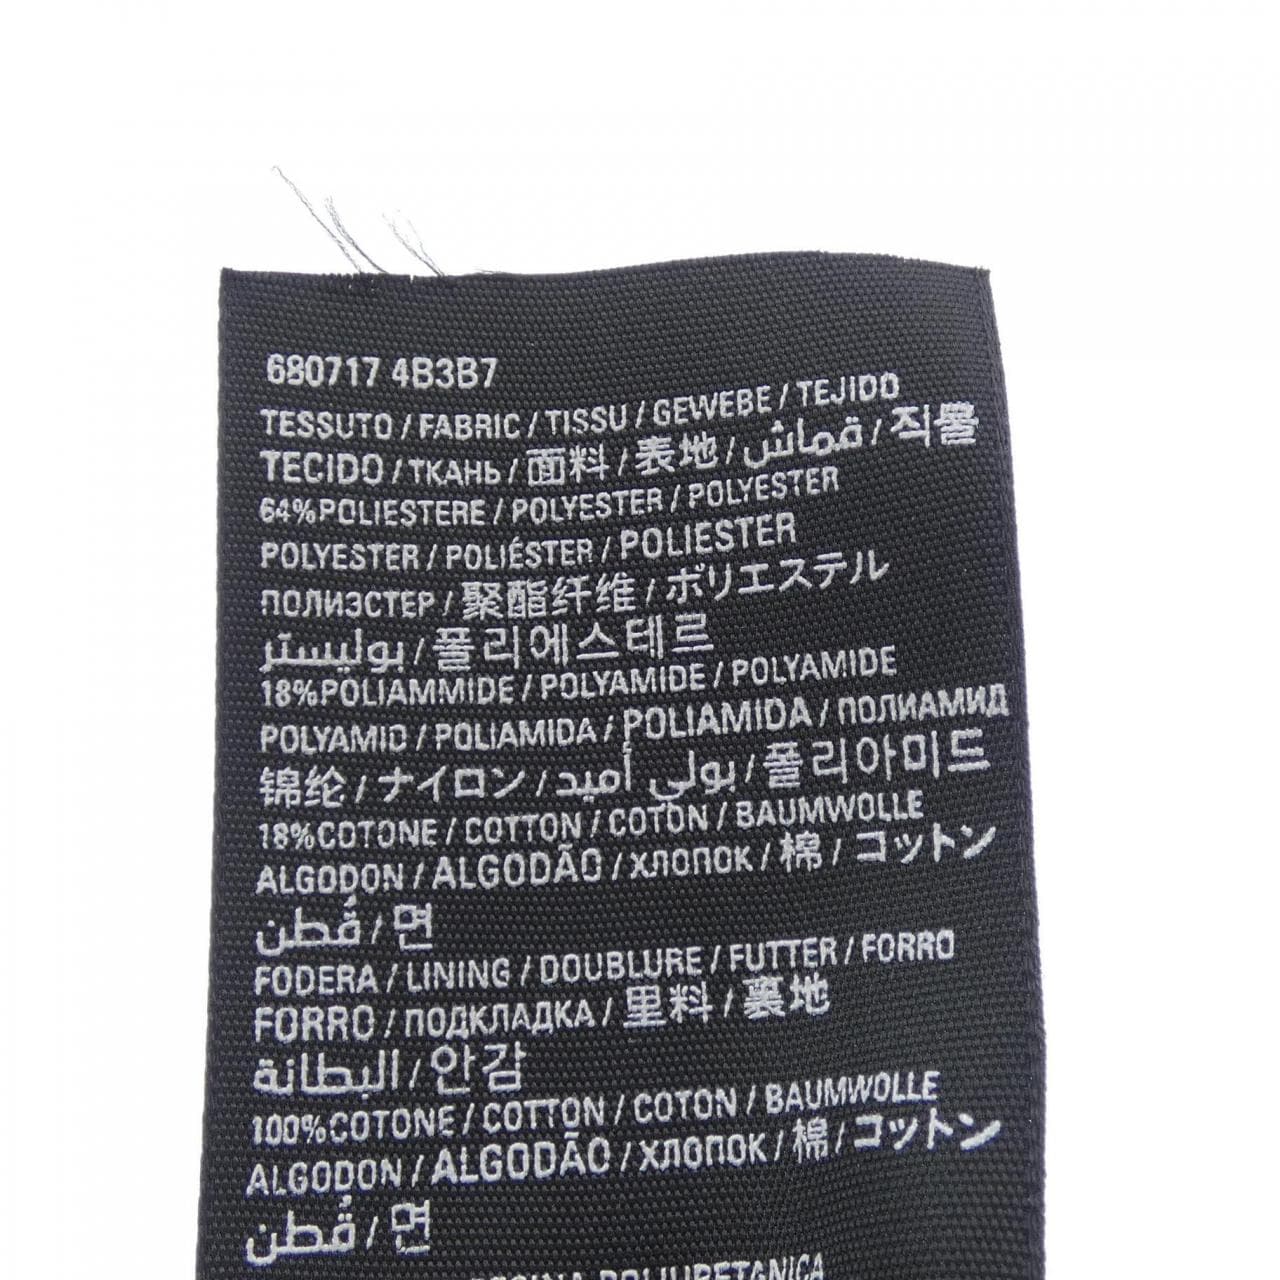 680717 4B3B7
TESSUTO / FABRIC / TISSU / GEWEBE / TEJIDO
TECIDO / ТКАНЬ / 面料 / 表地 / قماش / 직물
64%POLIESTERE / POLYESTER / POLYESTER
POLYESTER / POLIÉSTER / POLIESTER
ПОЛИЭСТЕР / 聚酯纤维 / ポリエステル
بوليستر / 폴리에스테르
18%POLIAMMIDE / POLYAMIDE / POLYAMIDE
POLYAMID / POLIAMIDA / POLIAMIDA / ПОЛИАМИД
锦纶 / ナイロン / بولي أميد / 폴리아미드
18%COTONE / COTTON / COTON / BAUMWOLLE
ALGODON / ALGODÃO / ХЛОПОК / 棉 / コットン
قُطن / 면
FODERA / LINING / DOUBLURE / FUTTER / FORRO
FORRO / ПОДКЛАДКА / 里料 / 裏地
البطانة / 안감
100%COTONE / COTTON / COTON / BAUMWOLLE
ALGODON / ALGODÃO / ХЛОПОК / 棉 / コットン
قُطن / 면
POLIURETANICA